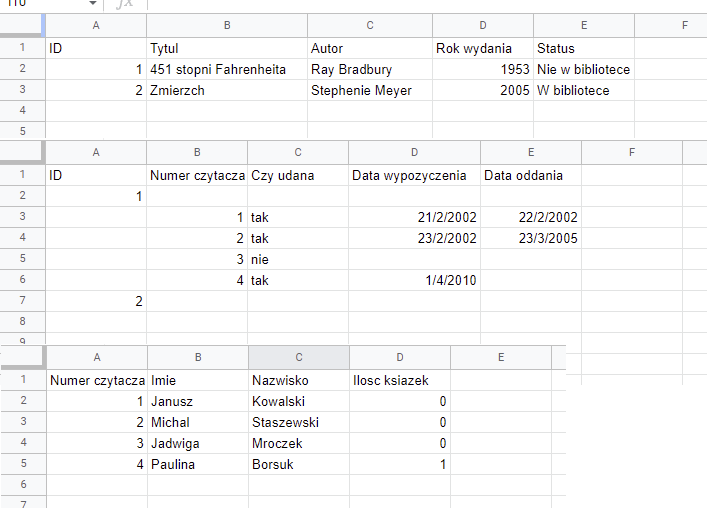 I10 fx
A B C D E F
1 ID Tytul Autor Rok wydania Status
2 1 451 stopni Fahrenheita Ray Bradbury 1953 Nie w bibliotece
3 2 Zmierzch Stephenie Meyer 2005 W bibliotece
4
5
A B C D E F
1 ID Numer czytacza Czy udana Data wypozyczenia Data oddania
2 1
3 1 tak 21/2/2002 22/2/2002
4 2 tak 23/2/2002 23/3/2005
5 3 nie
6 4 tak 1/4/2010
7 2
8
9
A B C D E
1 Numer czytacza Imie Nazwisko Ilosc ksiazek
2 1 Janusz Kowalski 0
3 2 Michal Staszewski 0
4 3 Jadwiga Mroczek 0
5 4 Paulina Borsuk 1
6
7